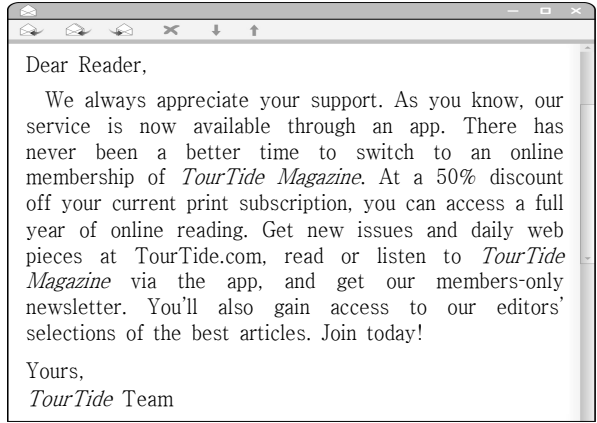 Dear Reader,
We always appreciate your support. As you know, our
service is now available through an app. There has
never been a better time to switch to an online
membership of TourTide Magazine. At a 50% discount
off your current print subscription, you can access a full
year of online reading. Get new issues and daily web
pieces at TourTide.com, read or listen to TourTide
Magazine via the app, and get our members-only
newsletter. You'll also gain access to our editors'
selections of the best articles. Join today!
Yours,
TourTide Team